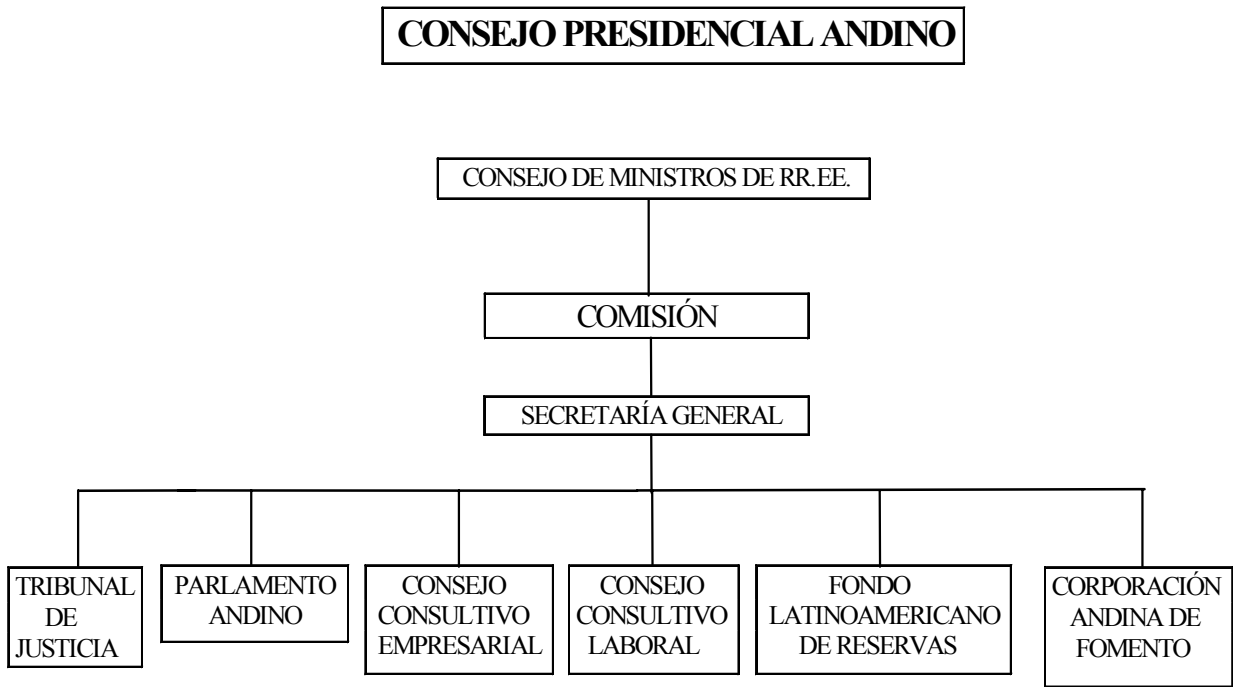 CONSEJO PRESIDENCIAL ANDINO
CONSEJO DE MINISTROS DE RR.EE.
COMISIÓN
SECRETARÍA GENERAL
TRIBUNAL
DE
JUSTICIA
PARLAMENTO
ANDINO
CONSEJO
CONSULTIVO
EMPRESARIAL
CONSEJO
CONSULTIVO
LABORAL
FONDO
LATINOAMERICANO
DE RESERVAS
CORPORACIÓN
ANDINA DE
FOMENTO